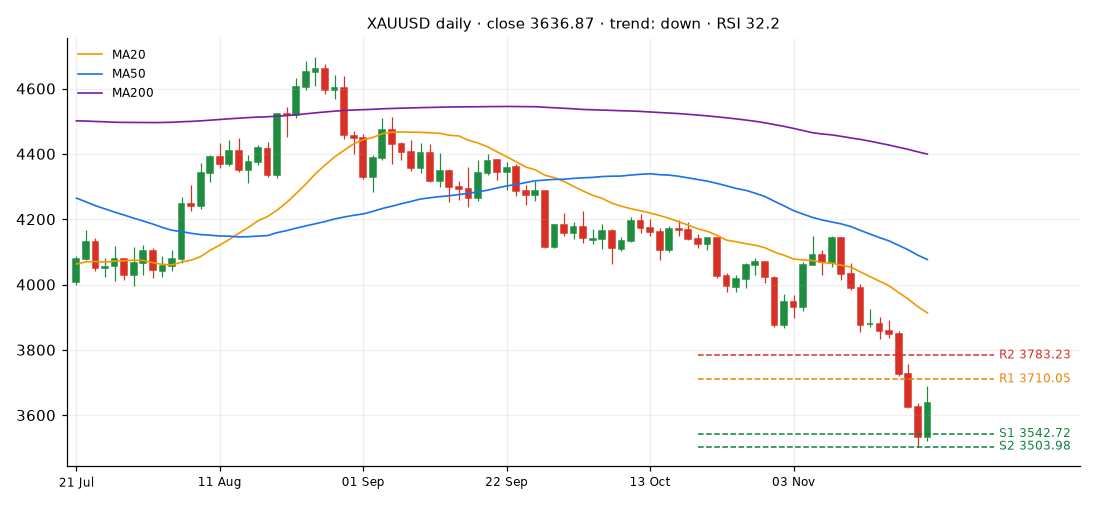 XAUUSD daily · close 3636.87 · trend: down · RSI 32.2
MA20
MA50
MA200
4600
4400
4200
4000
3800
3600
R2 3783.23
R1 3710.05
S1 3542.72
S2 3503.98
21 Jul
11 Aug
01 Sep
22 Sep
13 Oct
03 Nov